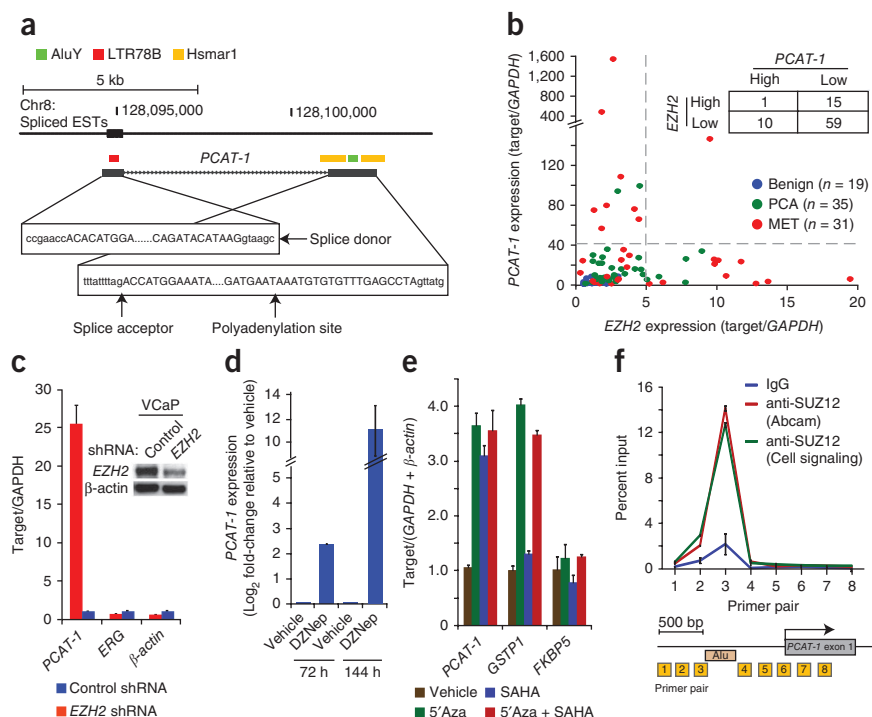 a
AluY LTR78B Hsmar1
5 kb
Chr8: 128,095,000 128,100,000
Spliced ESTs
PCAT-1
ccgaaccACACATGGA......CAGATACATAAGgtaagc
Splice donor
tttattttagACCATGGAAATA....GATGAATAAATGTGTGTTTGAGCCTAgttatg
Splice acceptor Polyadenylation site
b
PCAT-1 expression (target/GAPDH)
1,600
1,400
1,200
1,000
800
600
400
120
80
40
0
0 5 10 15 20
EZH2 expression (target/GAPDH)
PCAT-1
High Low
EZH2
High 1 15
Low 10 59
Benign (n = 19)
PCA (n = 35)
MET (n = 31)
c
Target/GAPDH
30
25
20
15
10
5
0
VCaP
shRNA: Control EZH2
EZH2
β-actin
PCAT-1 ERG β-actin
Control shRNA
EZH2 shRNA
d
PCAT-1 expression
(Log2 fold-change relative to vehicle)
14
12
10
4
3
2
1
0
Vehicle DZNep Vehicle DZNep
72 h 144 h
e
Target/(GAPDH + β-actin)
4.0
3.0
2.0
1.0
0
PCAT-1 GSTP1 FKBP5
Vehicle SAHA
5'Aza 5'Aza + SAHA
f
Percent input
16
12
8
4
0
1 2 3 4 5 6 7 8
Primer pair
IgG
anti-SUZ12
(Abcam)
anti-SUZ12
(Cell signaling)
500 bp
Alu
PCAT-1 exon 1
1 2 3 4 5 6 7 8
Primer pair